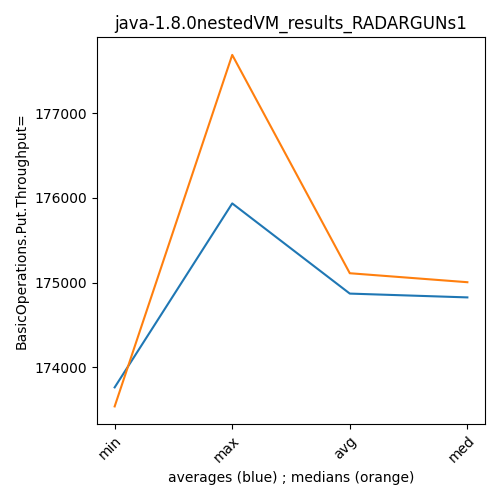 java-1.8.0nestedVM_results_RADARGUNs1
BasicOperations.Put.Throughput=
177000
176000
175000
174000
min
max
avg
med
averages (blue) ; medians (orange)